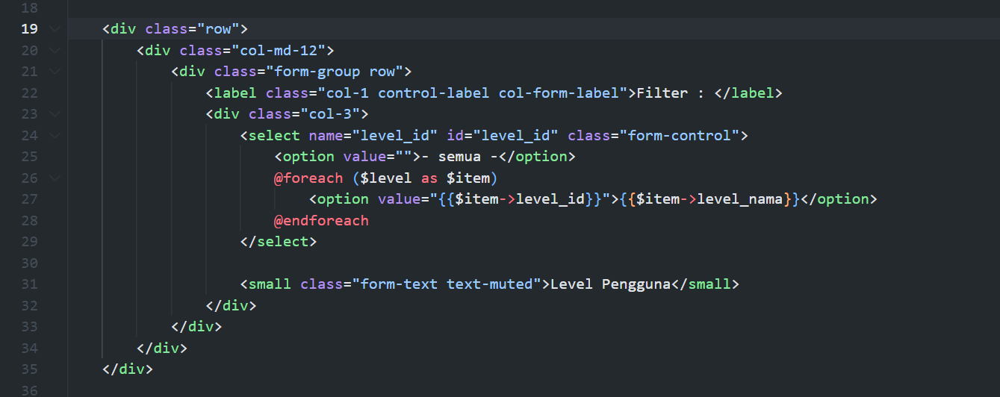 18
19 <div class="row">
20 <div class="col-md-12">
21 <div class="form-group row">
22 <label class="col-1 control-label col-form-label">Filter : </label>
23 <div class="col-3">
24 <select name="level_id" id="level_id" class="form-control">
25 <option value="">- semua -</option>
26 @foreach ($level as $item)
27 <option value="{{$item->level_id}}">{{$item->level_nama}}</option>
28 @endforeach
29 </select>
30
31 <small class="form-text text-muted">Level Pengguna</small>
32 </div>
33 </div>
34 </div>
35 </div>
36